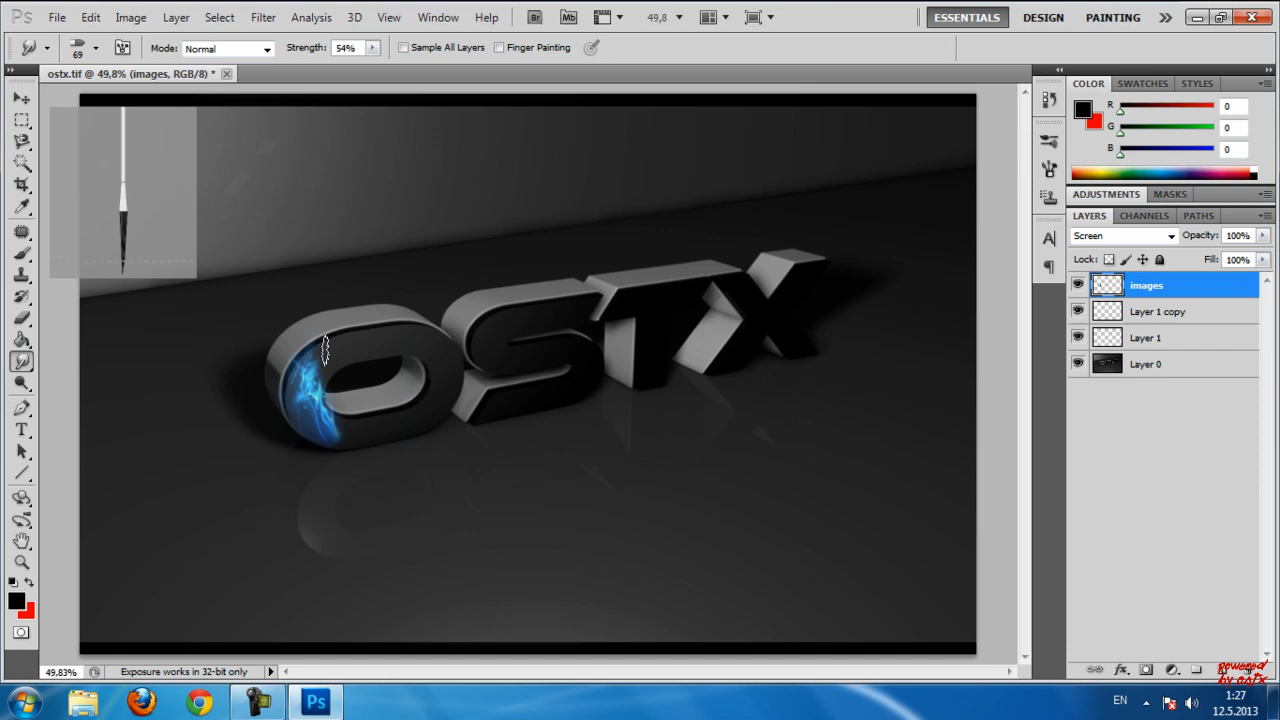 Ps File Edit Image Layer Select Filter Analysis 3D View Window Help Br Mb 49,8 ESSENTIALS DESIGN PAINTING
69 Mode: Normal Strength: 54% Sample All Layers Finger Painting
ostx.tif @ 49,8% (images, RGB/8) *
COLOR SWATCHES STYLES
R 0
G 0
B 0
ADJUSTMENTS MASKS
LAYERS CHANNELS PATHS
Screen Opacity: 100%
Lock: Fill: 100%
images
Layer 1 copy
Layer 1
Layer 0
OSTX
49,83% Exposure works in 32-bit only
powered
by ostx
Ps EN 1:27
12.5.2013